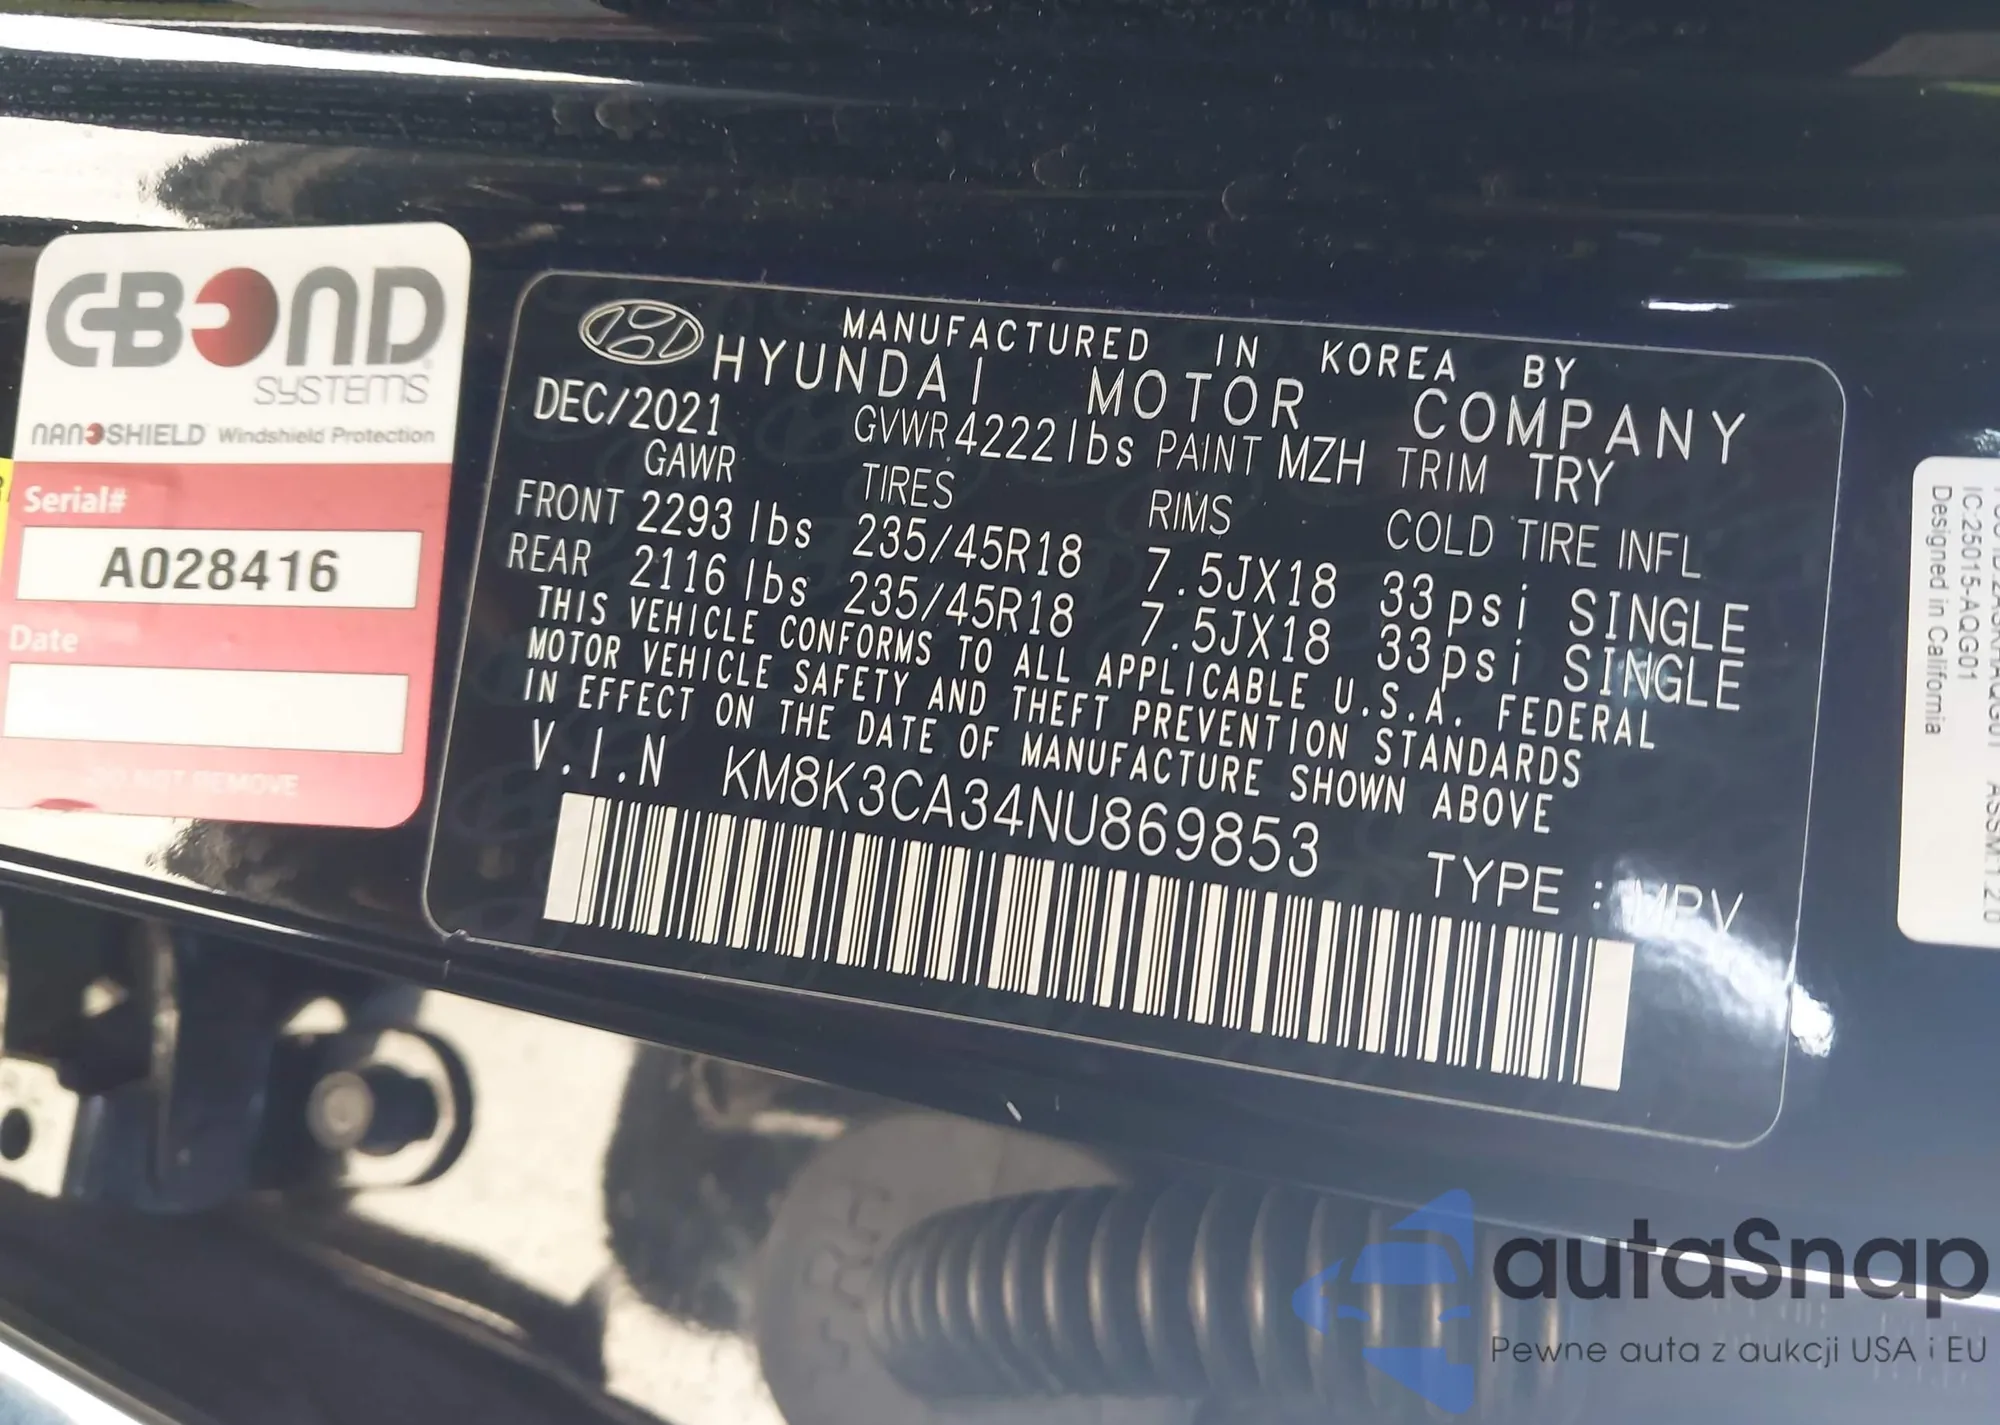 CBOND
SYSTEMS
NANOSHIELD Windshield Protection
Serial#
A028416
Date
DO NOT REMOVE
MANUFACTURED IN KOREA BY
HYUNDAI MOTOR COMPANY
DEC/2021 GVWR 4222 lbs PAINT MZH TRIM TRY
GAWR TIRES RIMS COLD TIRE INFL
FRONT 2293 lbs 235/45R18 7.5JX18 33psi SINGLE
REAR 2116 lbs 235/45R18 7.5JX18 33psi SINGLE
THIS VEHICLE CONFORMS TO ALL APPLICABLE U.S.A. FEDERAL
MOTOR VEHICLE SAFETY AND THEFT PREVENTION STANDARDS
IN EFFECT ON THE DATE OF MANUFACTURE SHOWN ABOVE
V.I.N KM8K3CA34NU869853
TYPE : MPV
IC:25015-AQG01
Designed in California
autaSnap
Pewne auta z aukcji USA i EU